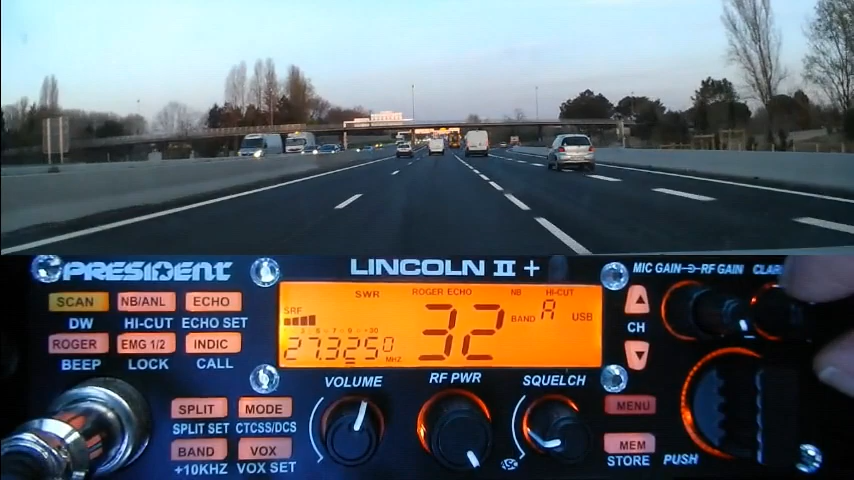 PRESIDENT
LINCOLN II +
MIC GAIN RF GAIN CLAR
SCAN NB/ANL ECHO
DW HI-CUT ECHO SET
ROGER EMG 1/2 INDIC
BEEP LOCK CALL
SWR ROGER ECHO NB HI-CUT
SRF
32 BAND A USB
27.3250 MHZ
CH
VOLUME RF PWR SQUELCH
SPLIT MODE
SPLIT SET CTCSS/DCS
BAND VOX
+10KHZ VOX SET
MENU
MEM
STORE PUSH